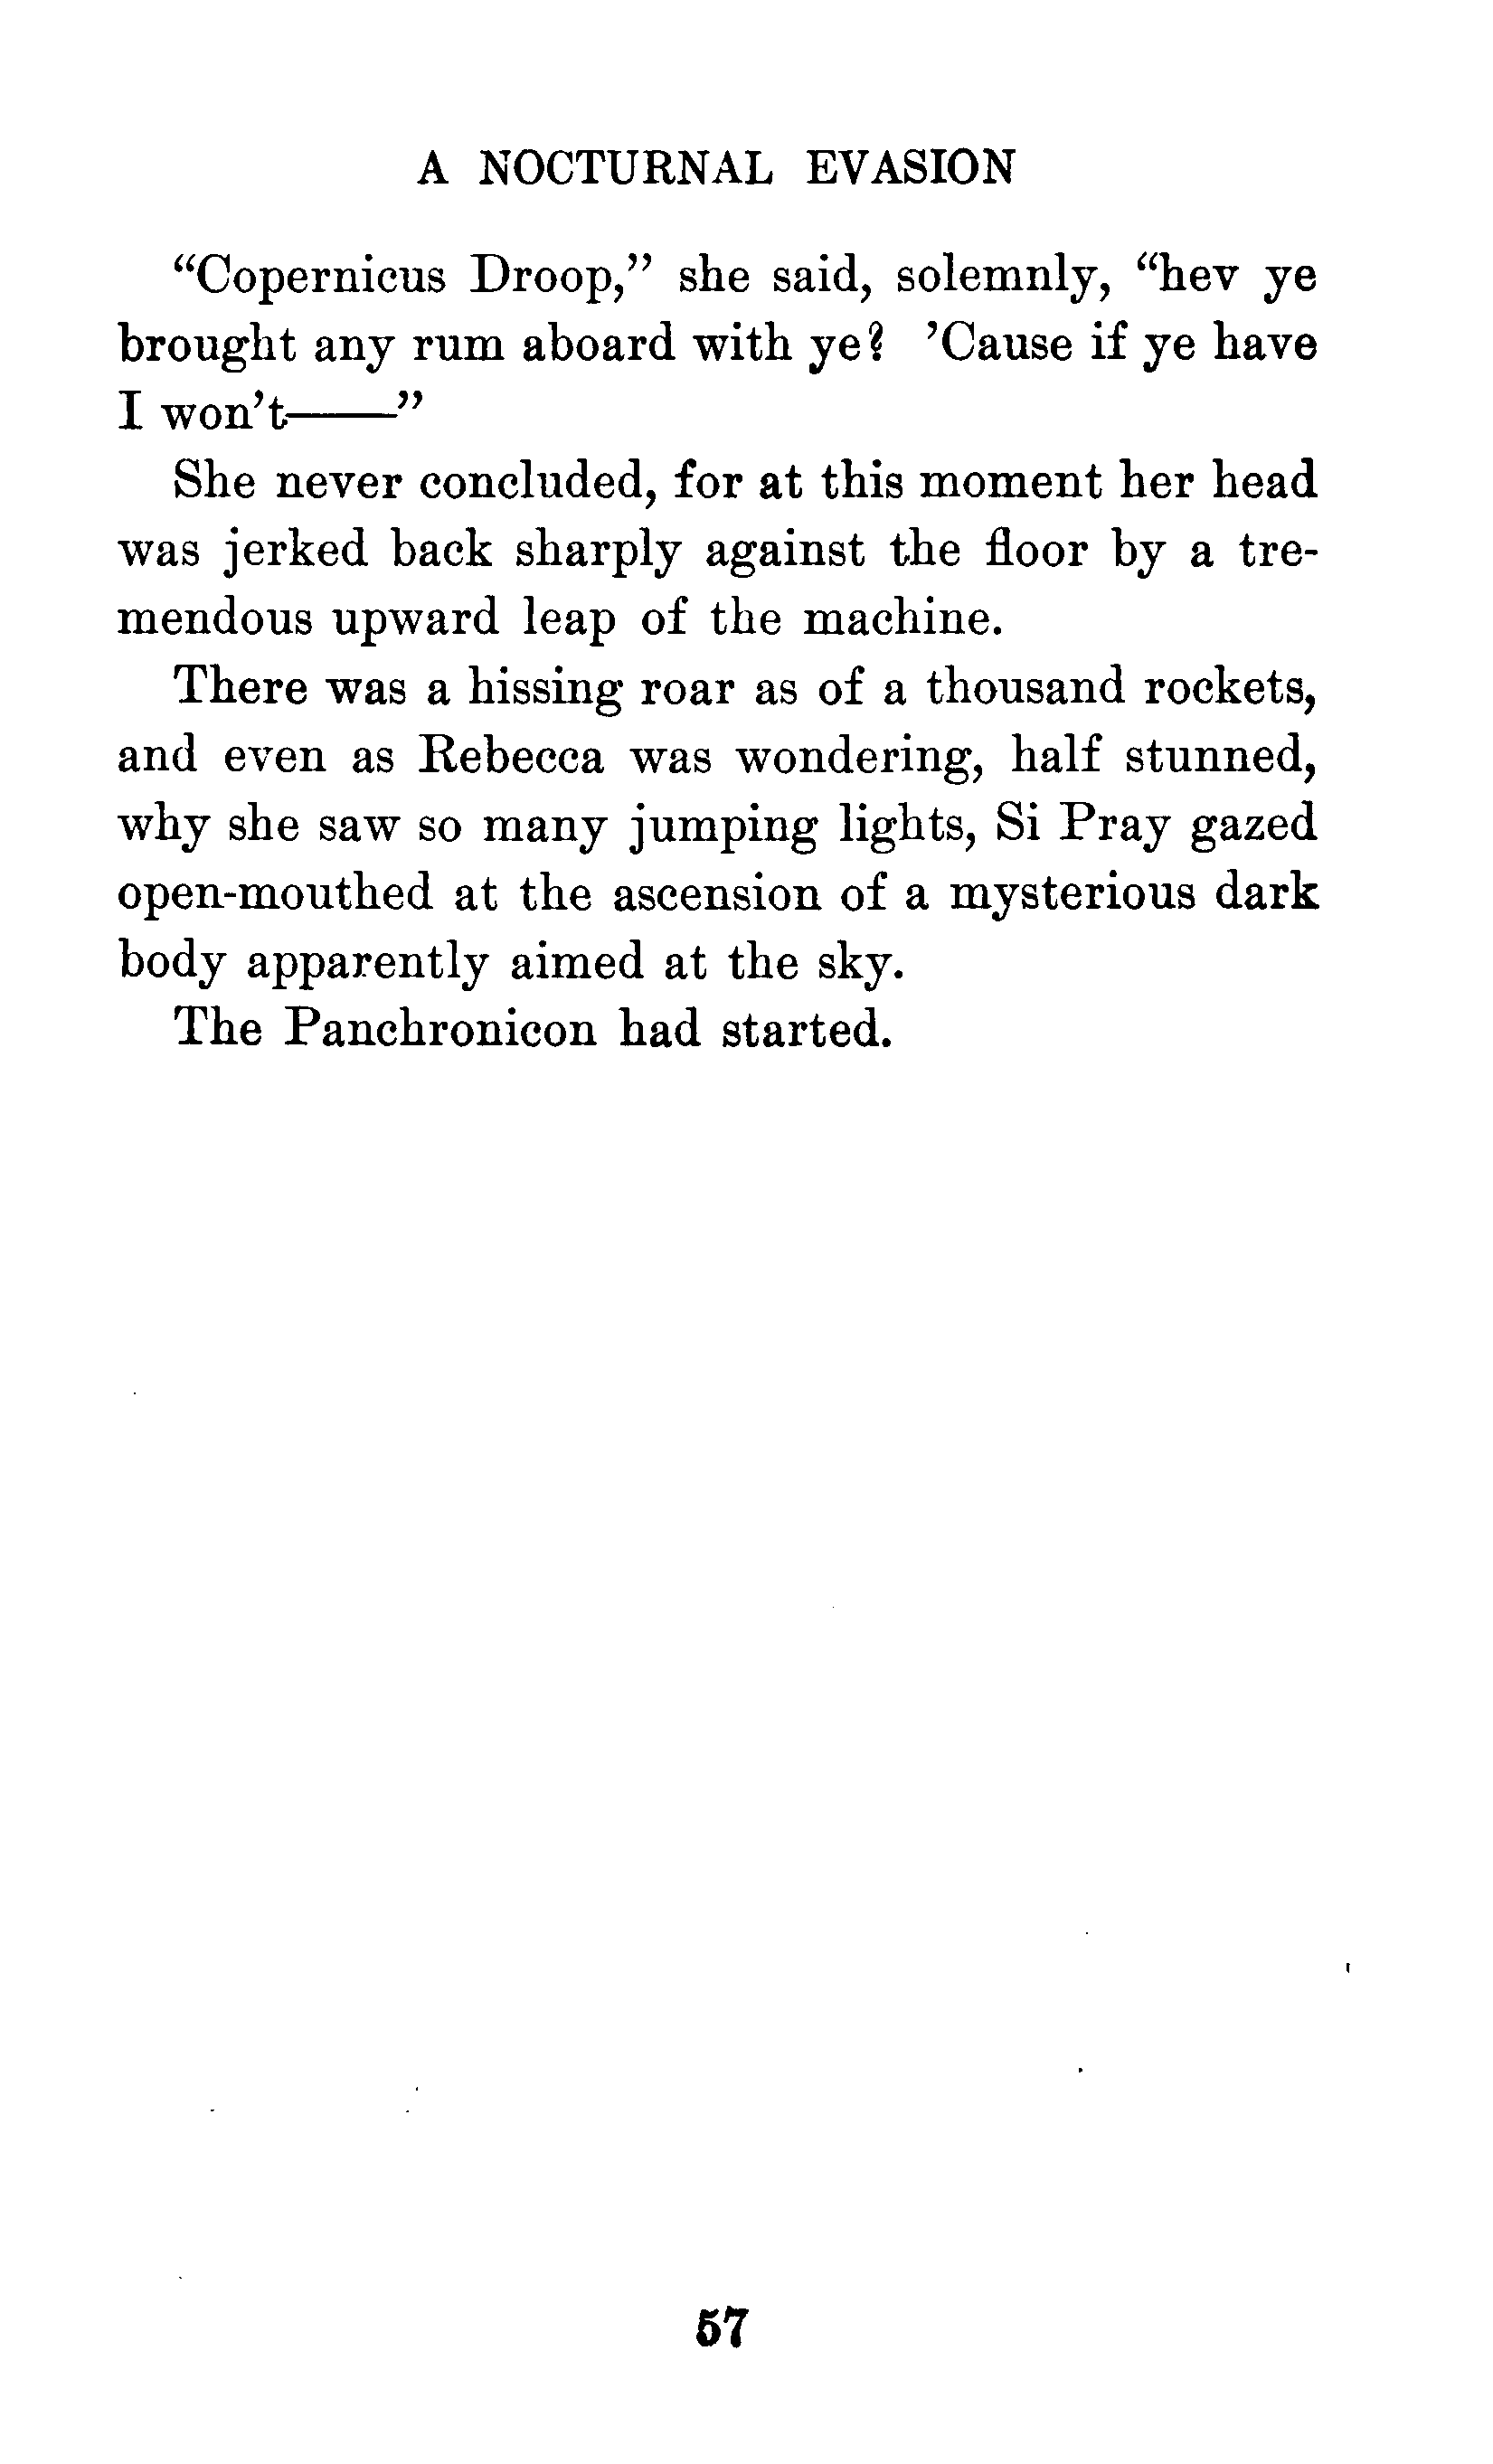 A NOCTURNAL EVASION
“Copernicus Droop,” she said, solemnly, “hev ye
brought any rum aboard with ye? ’Cause if ye have
I won’t——”
She never concluded, for at this moment her head
was jerked back sharply against the floor by a tre-
mendous upward leap of the machine.
There was a hissing roar as of a thousand rockets,
and even as Rebecca was wondering, half stunned,
why she saw so many jumping lights, Si Pray gazed
open-mouthed at the ascension of a mysterious dark
body apparently aimed at the sky.
The Panchronicon had started.
57